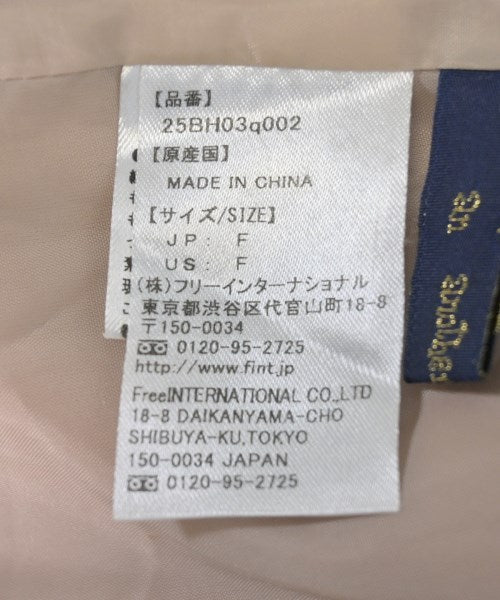 【品番】
25BH03q002
【原産国】
MADE IN CHINA
【サイズ/SIZE】
JP: F
US: F
(株)フリーインターナショナル
東京都渋谷区代官山町18-8
〒150-0034
0120-95-2725
http://www.fint.jp
FreeINTERNATIONAL CO.,LTD
18-8 DAIKANYAMA-CHO
SHIBUYA-KU,TOKYO
150-0034 JAPAN
0120-95-2725
an